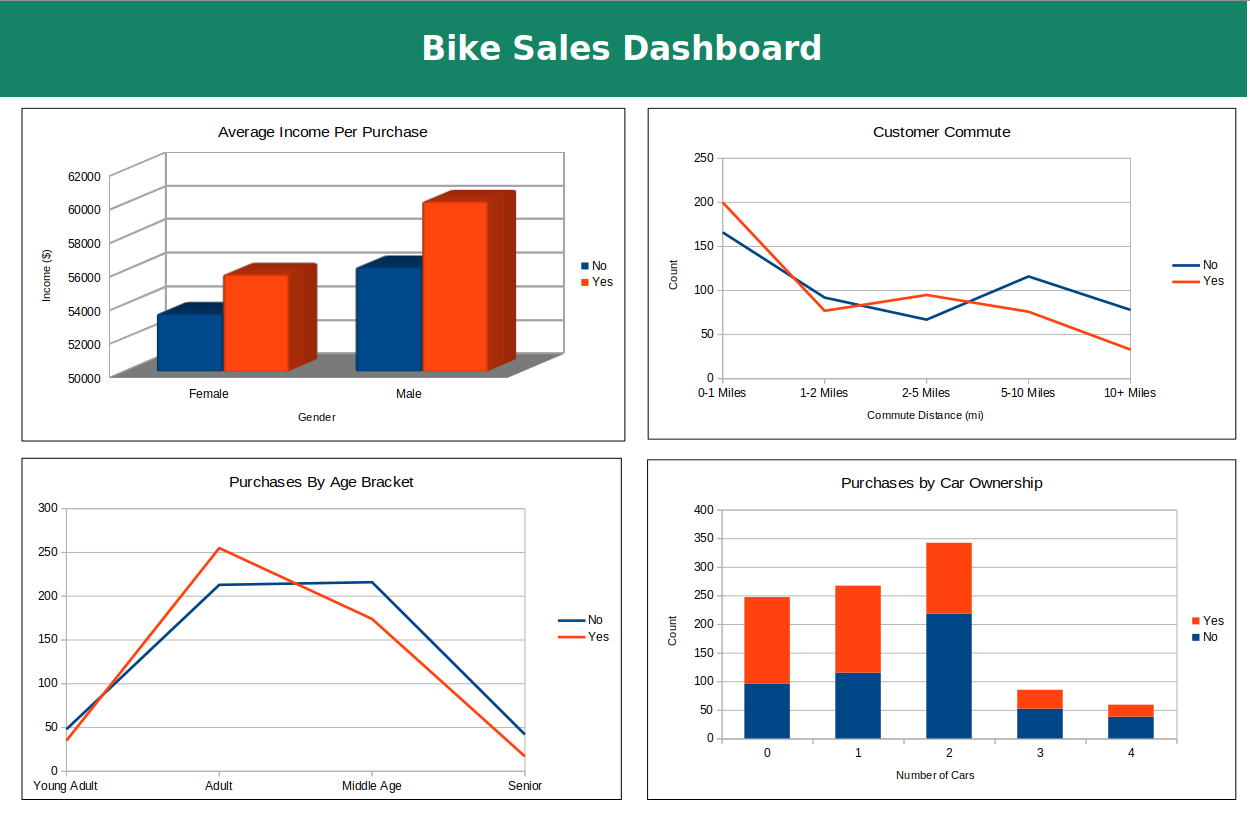 Bike Sales Dashboard
Average Income Per Purchase
62000
60000
58000
56000
54000
52000
50000
Income ($)
Female
Male
Gender
No
Yes
Customer Commute
250
200
150
100
50
0
Count
0-1 Miles
1-2 Miles
2-5 Miles
5-10 Miles
10+ Miles
Commute Distance (mi)
No
Yes
Purchases By Age Bracket
300
250
200
150
100
50
0
Young Adult
Adult
Middle Age
Senior
No
Yes
Purchases by Car Ownership
400
350
300
250
200
150
100
50
0
Count
0
1
2
3
4
Number of Cars
Yes
No